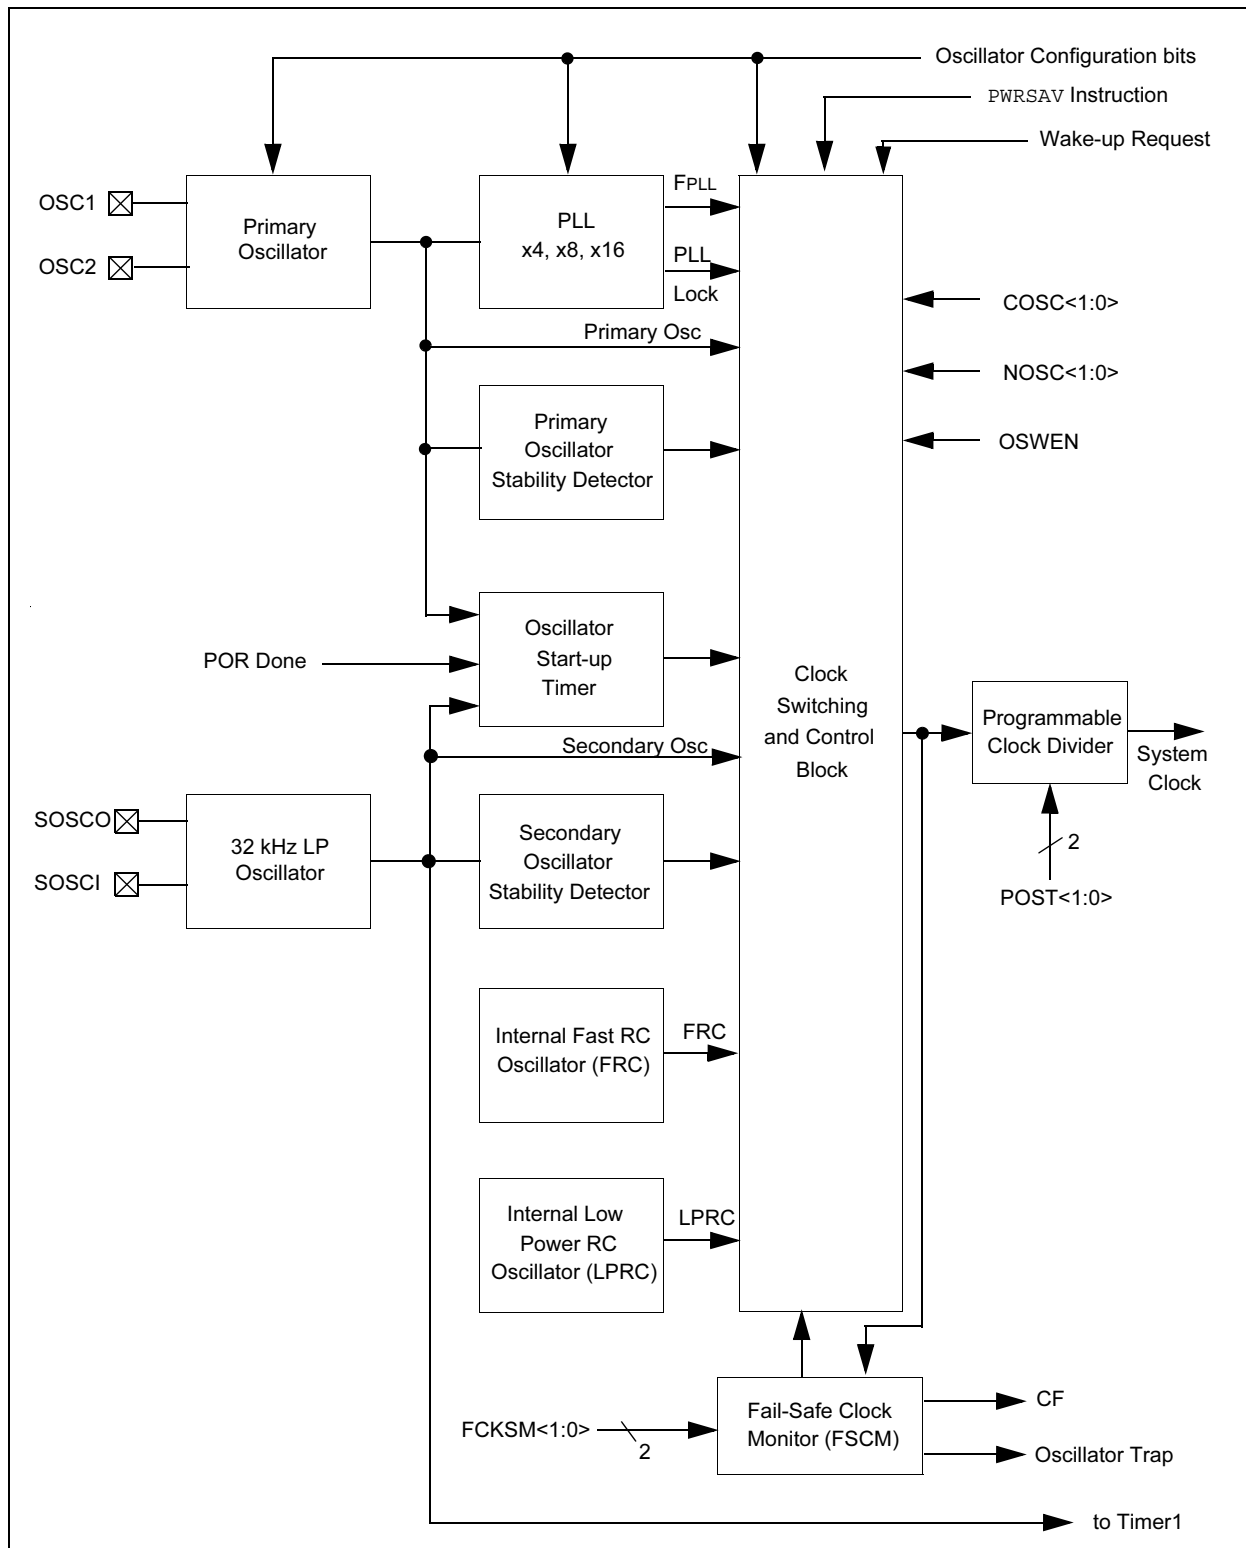 Oscillator Configuration bits
PWRSAV Instruction
Wake-up Request
OSC1
OSC2
Primary
Oscillator
PLL
x4, x8, x16
FPLL
PLL
Lock
Primary Osc
COSC<1:0>
NOSC<1:0>
OSWEN
Primary
Oscillator
Stability Detector
POR Done
Oscillator
Start-up
Timer
Clock
Switching
and Control
Block
Secondary Osc
Programmable
Clock Divider
System
Clock
2
POST<1:0>
SOSCO
SOSCI
32 kHz LP
Oscillator
Secondary
Oscillator
Stability Detector
Internal Fast RC
Oscillator (FRC)
FRC
Internal Low
Power RC
Oscillator (LPRC)
LPRC
FCKSM<1:0>
2
Fail-Safe Clock
Monitor (FSCM)
CF
Oscillator Trap
to Timer1